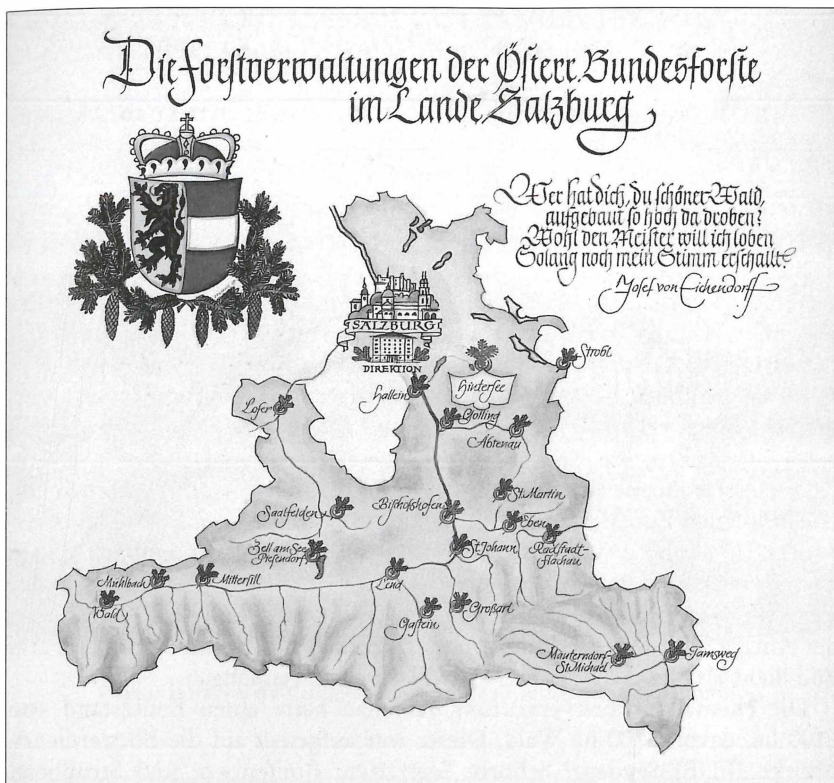 Die Forstverwaltungen der Österr. Bundesforste
im Lande Salzburg
Wer hat dich, du schöner Wald,
aufgebaut so hoch da droben?
Wohl den Meister will ich loben
Solang noch mein Stimm erschallt.
Josef von Eichendorff
SALZBURG
DIREKTION
Strobl
Hallein
Hintersee
Lofer
Golling
Abtenau
St. Martin
Saalfelden
Bischofshofen
Eben
Zell am See
Piesendorf
St. Johann
Radstadt-
Flachau
Mühlbach
Mittersill
Lend
Wald
Gastein
Großarl
Mauterndorf
St. Michael
Tamsweg